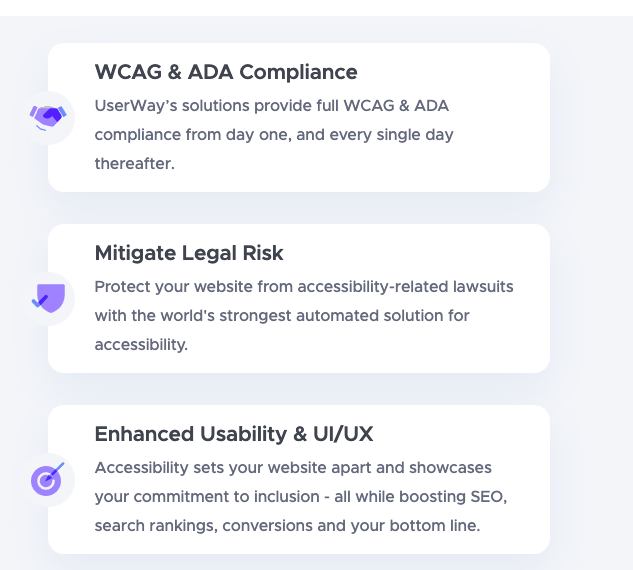 WCAG & ADA Compliance
UserWay’s solutions provide full WCAG & ADA
compliance from day one, and every single day
thereafter.
Mitigate Legal Risk
Protect your website from accessibility-related lawsuits
with the world's strongest automated solution for
accessibility.
Enhanced Usability & UI/UX
Accessibility sets your website apart and showcases
your commitment to inclusion - all while boosting SEO,
search rankings, conversions and your bottom line.